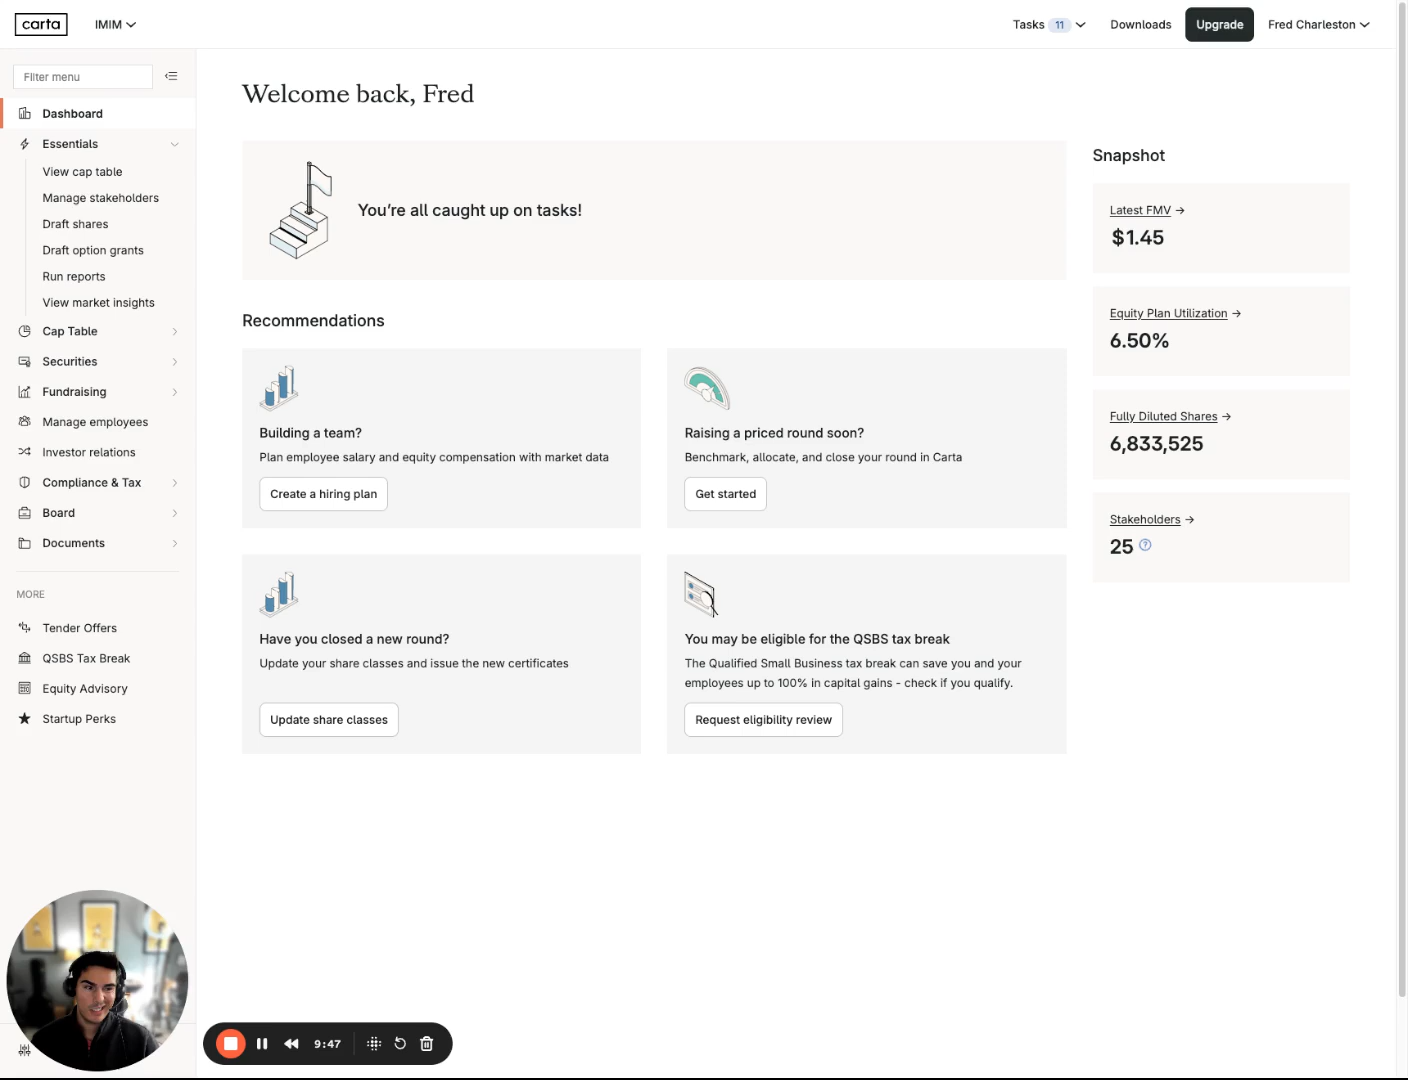 carta
IMIM
Tasks 11
Downloads
Upgrade
Fred Charleston
Filter menu
Dashboard
Essentials
View cap table
Manage stakeholders
Draft shares
Draft option grants
Run reports
View market insights
Cap Table
Securities
Fundraising
Manage employees
Investor relations
Compliance & Tax
Board
Documents
MORE
Tender Offers
QSBS Tax Break
Equity Advisory
Startup Perks
Welcome back, Fred
You're all caught up on tasks!
Recommendations
Building a team?
Plan employee salary and equity compensation with market data
Create a hiring plan
Raising a priced round soon?
Benchmark, allocate, and close your round in Carta
Get started
Have you closed a new round?
Update your share classes and issue the new certificates
Update share classes
You may be eligible for the QSBS tax break
The Qualified Small Business tax break can save you and your
employees up to 100% in capital gains - check if you qualify.
Request eligibility review
Snapshot
Latest FMV →
$1.45
Equity Plan Utilization →
6.50%
Fully Diluted Shares →
6,833,525
Stakeholders →
25 ?
9:47